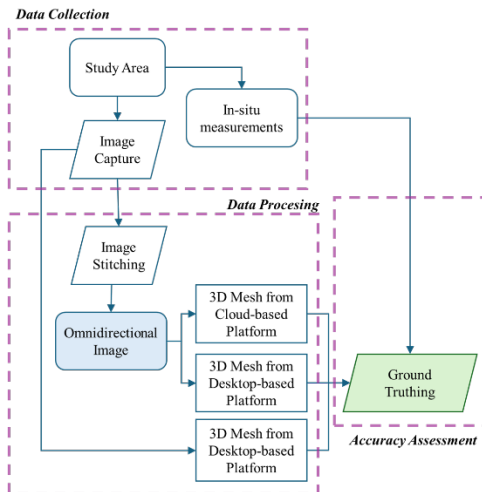 Data Collection
Study Area
In-situ
measurements
Image
Capture
Data Procesing
Image
Stitching
Omnidirectional
Image
3D Mesh from
Cloud-based
Platform
3D Mesh from
Desktop-based
Platform
3D Mesh from
Desktop-based
Platform
Ground
Truthing
Accuracy Assessment